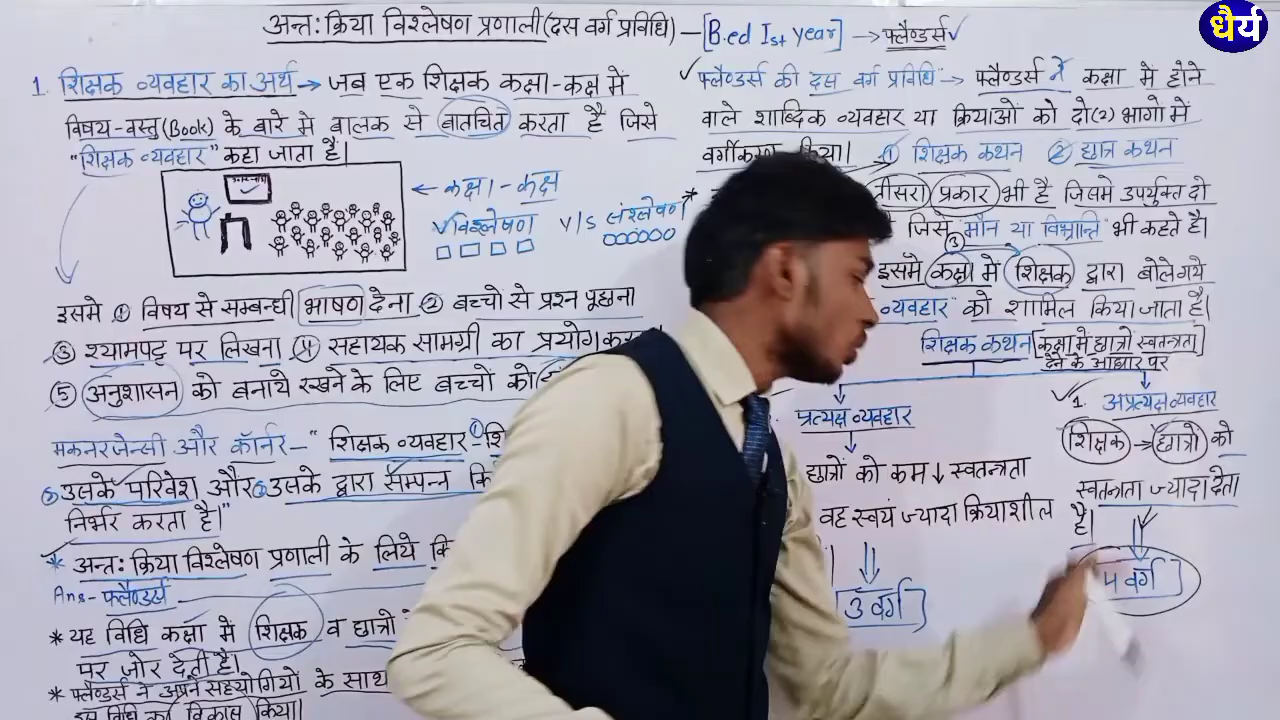 अन्तः क्रिया विश्लेषण प्रणाली (दस वर्ग प्रविधि) – [B.ed Ist year] → फ्लैण्डर्स ✓
धैर्य
1. शिक्षक व्यवहार का अर्थ → जब एक शिक्षक कक्षा-कक्ष में
विषय-वस्तु (Book) के बारे मे बालक से बातचित करता है जिसे
"शिक्षक व्यवहार" कहा जाता है।
← कक्षा-कक्ष
✓विश्लेषण V/s संश्लेषण *
इसमे ① विषय से सम्बन्धी भाषण देना ② बच्चो से प्रश्न पूछना
③ श्यामपट्ट पर लिखना ④ सहायक सामग्री का प्रयोग
⑤ अनुशासन को बनाये रखने के लिए बच्चों को
मकनरजेन्सी और कॉर्नर – " शिक्षक व्यवहार ①
उसके परिवेश और ② उसके द्वारा सम्पन्न
निर्भर करता है।"
* अन्तः क्रिया विश्लेषण प्रणाली के लिये
Ans – फ्लैण्डर्स
* यह विधि कक्षा मे शिक्षक व छात्रो
पर जोर देती है।
* फ्लैण्डर्स ने अपने सहयोगियों के साथ
इस विधि का विकास किया।
✓ फ्लैण्डर्स की दस वर्ग प्रविधि → फ्लैण्डर्स ने कक्षा में होने
वाले शाब्दिक व्यवहार या क्रियाओं को दो(2) भागो में
वर्गीकरण किया। ① शिक्षक कथन ② छात्र कथन
तीसरा प्रकार भी है जिसमे उपर्युक्त दो
जिसे मौन या विभ्रान्ति भी कहते है।
③
इसमे कक्षा मे शिक्षक द्वारा बोले गये
व्यवहार" को शामिल किया जाता है।
शिक्षक कथन [कक्षा में छात्रों स्वतन्त्रता]
देने के आधार पर
प्रत्यक्ष व्यवहार
छात्रों को कम ↓ स्वतन्त्रता
वह स्वयं ज्यादा क्रियाशील
3 वर्ग]
✓1. अप्रत्यक्ष व्यवहार
शिक्षक → छात्रो को
स्वतन्त्रता ज्यादा देता
है।
4 वर्ग]